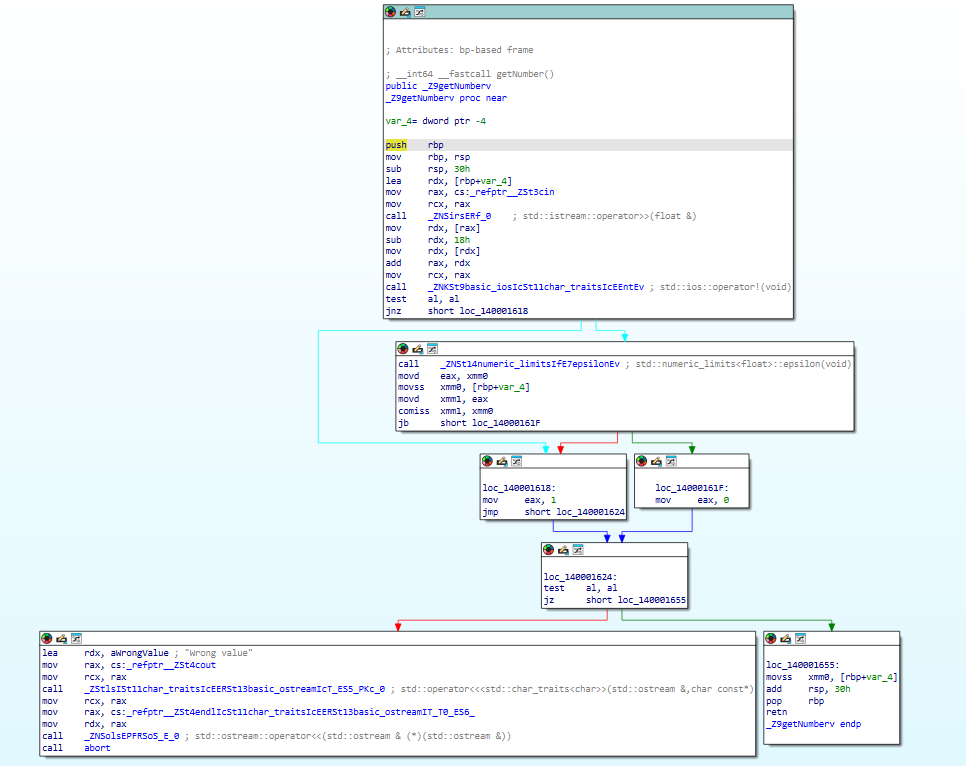 ; Attributes: bp-based frame
; __int64 __fastcall getNumber()
public _Z9getNumberv
_Z9getNumberv proc near
var_4= dword ptr -4
push rbp
mov rbp, rsp
sub rsp, 30h
lea rdx, [rbp+var_4]
mov rax, cs:_refptr__ZSt3cin
mov rcx, rax
call _ZNSirsERf_0 ; std::istream::operator>>(float &)
mov rdx, [rax]
sub rdx, 18h
mov rdx, [rdx]
add rax, rdx
mov rcx, rax
call _ZNKSt9basic_iosIcSt11char_traitsIcEEntEv ; std::ios::operator!(void)
test al, al
jnz short loc_140001618
call _ZNSt14numeric_limitsIfE7epsilonEv ; std::numeric_limits<float>::epsilon(void)
movd eax, xmm0
movss xmm0, [rbp+var_4]
movd xmm1, eax
comiss xmm1, xmm0
jb short loc_14000161F
loc_140001618:
mov eax, 1
jmp short loc_140001624
loc_14000161F:
mov eax, 0
loc_140001624:
test al, al
jz short loc_140001655
lea rdx, aWrongValue ; "Wrong value"
mov rax, cs:_refptr__ZSt4cout
mov rcx, rax
call _ZStlsISt11char_traitsIcEERSt13basic_ostreamIcT_ES5_PKc_0 ; std::operator<<<std::char_traits<char>>(std::ostream &,char const*)
mov rcx, rax
mov rax, cs:_refptr__ZSt4endlIcSt11char_traitsIcEERSt13basic_ostreamIT_T0_ES6_
mov rdx, rax
call _ZNSolsEPFRSoS_E_0 ; std::ostream::operator<<(std::ostream & (*)(std::ostream &))
call abort
loc_140001655:
movss xmm0, [rbp+var_4]
add rsp, 30h
pop rbp
retn
_Z9getNumberv endp